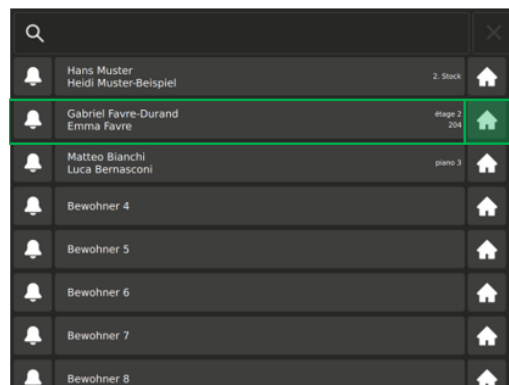 Hans Muster
Heidi Muster-Beispiel
2. Stock
Gabriel Favre-Durand
Emma Favre
étage 2
204
Matteo Bianchi
Luca Bernasconi
piano 3
Bewohner 4
Bewohner 5
Bewohner 6
Bewohner 7
Bewohner 8